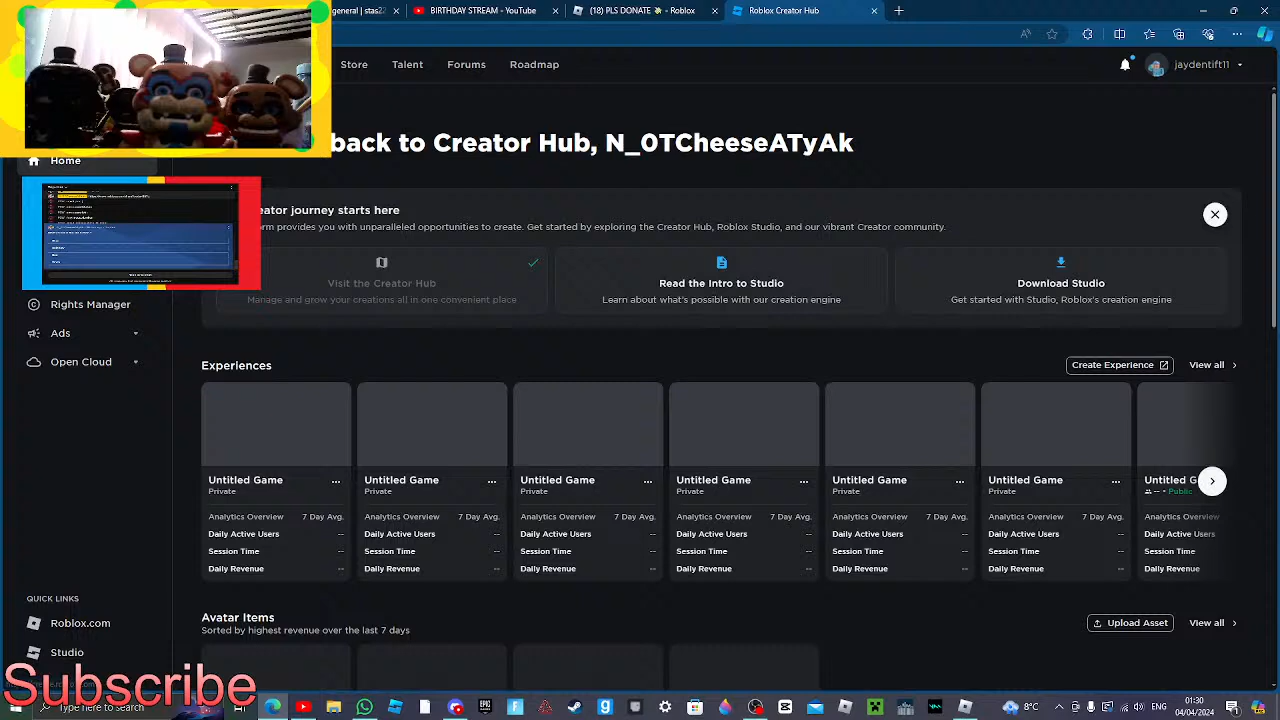 general | stas2
BIRTHDAY STREAM - YouTube
(18) PLS DONATE - Roblox
Roblox Creator Hub
Store
Talent
Forums
Roadmap
jaydentift11
back to Creator Hub, N_0TCheeseATyAk
Home
eator journey starts here
orm provides you with unparalleled opportunities to create. Get started by exploring the Creator Hub, Roblox Studio, and our vibrant Creator community.
Visit the Creator Hub
Manage and grow your creations all in one convenient place
Read the Intro to Studio
Learn about what's possible with our creation engine
Download Studio
Get started with Studio, Roblox's creation engine
Rights Manager
Ads
Open Cloud
Experiences
Create Experience
View all
Untitled Game Untitled Game Untitled Game Untitled Game Untitled Game Untitled Game Untitled G
Private Private Private Private Private Private -- • Public
Analytics Overview 7 Day Avg. Analytics Overview 7 Day Avg. Analytics Overview 7 Day Avg. Analytics Overview 7 Day Avg. Analytics Overview 7 Day Avg. Analytics Overview 7 Day Avg. Analytics Overview
Daily Active Users -- Daily Active Users -- Daily Active Users -- Daily Active Users -- Daily Active Users -- Daily Active Users -- Daily Active Users
Session Time -- Session Time -- Session Time -- Session Time -- Session Time -- Session Time -- Session Time
Daily Revenue -- Daily Revenue -- Daily Revenue -- Daily Revenue -- Daily Revenue -- Daily Revenue -- Daily Revenue
QUICK LINKS
Avatar Items
Sorted by highest revenue over the last 7 days
Upload Asset
View all
Roblox.com
Studio
Subscribe
pe here to search
8°C
ENG
01:30
04/04/2024